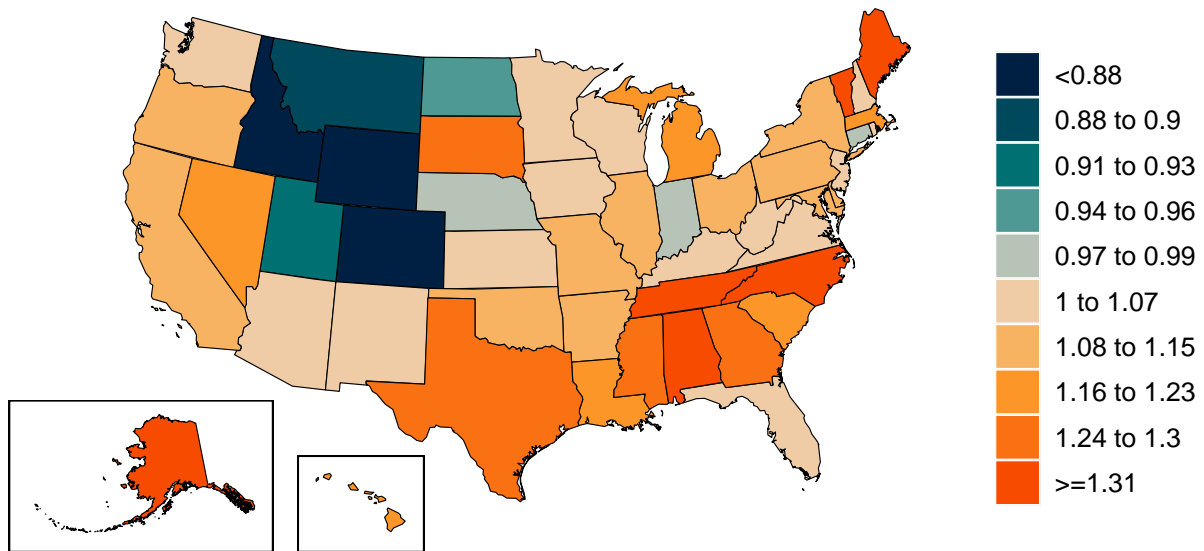 <0.88
0.88 to 0.9
0.91 to 0.93
0.94 to 0.96
0.97 to 0.99
1 to 1.07
1.08 to 1.15
1.16 to 1.23
1.24 to 1.3
>=1.31